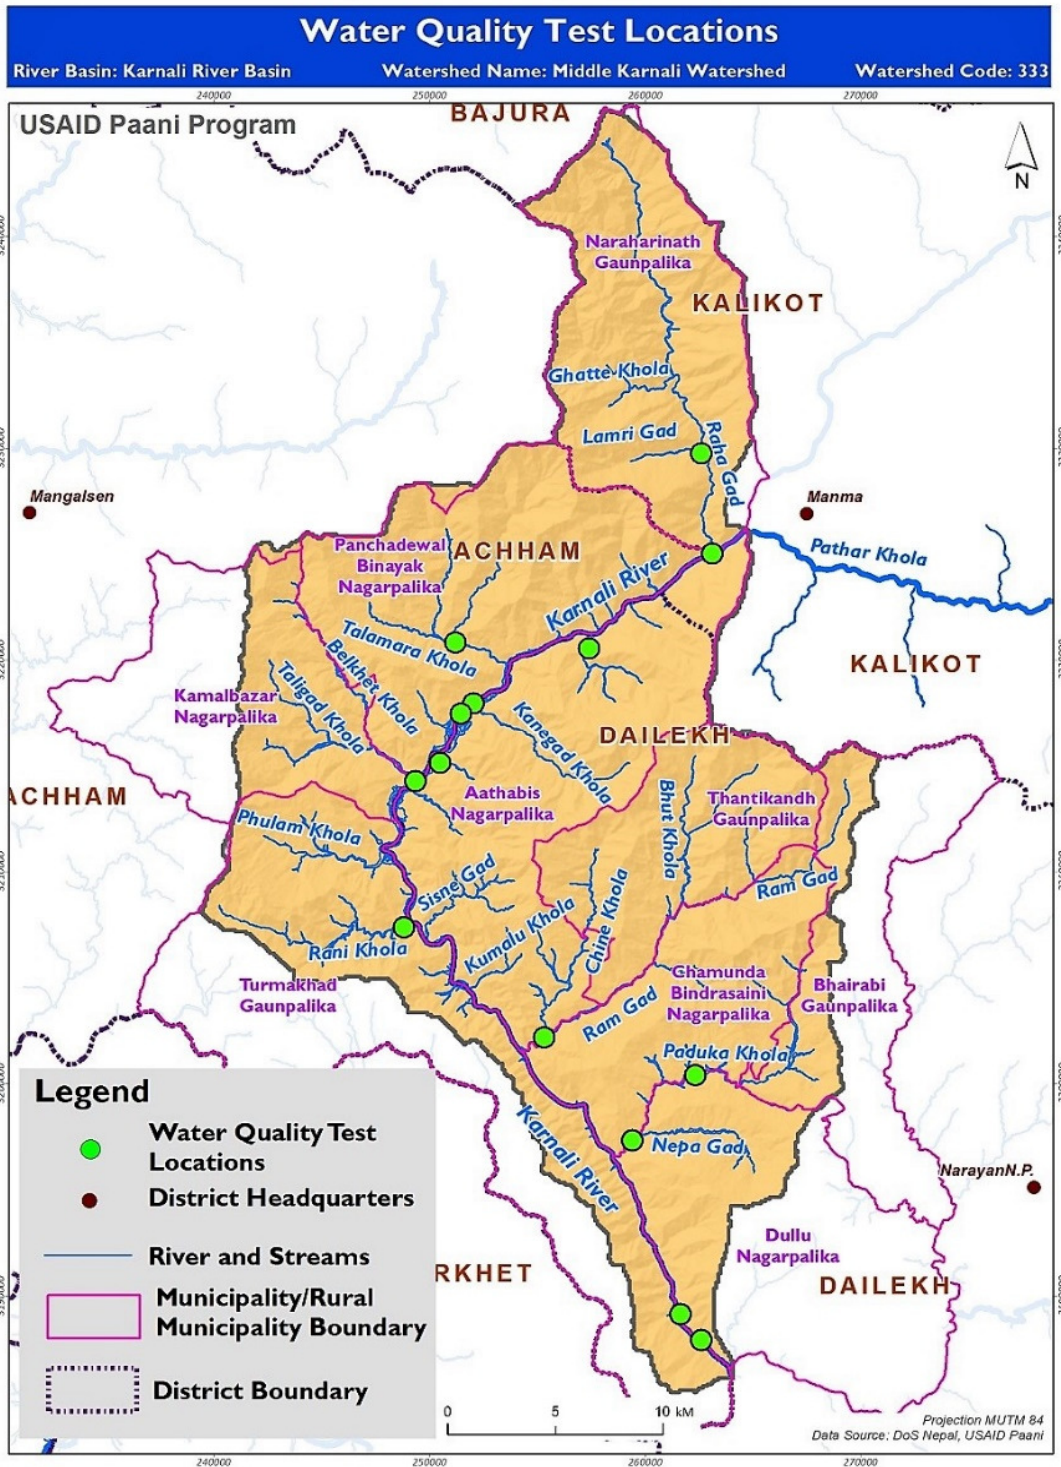 Water Quality Test Locations
River Basin: Karnali River Basin
Watershed Name: Middle Karnali Watershed
Watershed Code: 333
240000
250000
260000
270000
USAID Paani Program
BAJURA
N
Naraharinath
Gaunpalika
KALIKOT
Ghatte Khola
Lamri Gad
Raha Gad
Mangalsen
Manma
Panchadewal
Binayak
Nagarpalika
ACHHAM
Karnali River
Pathar Khola
Talamara Khola
Belkhet Khola
Taligad Khola
Kamalbazar
Nagarpalika
KALIKOT
Kanegad Khola
DAILEKH
ACHHAM
Aathabis
Nagarpalika
Bhut Khola
Thantikandh
Gaunpalika
Phulam Khola
Sisne Gad
Ram Gad
Chine Khola
Kumalu Khola
Rani Khola
Turmakhad
Gaunpalika
Chamunda
Bindrasaini
Nagarpalika
Bhairabi
Gaunpalika
Ram Gad
Paduka Khola
Karnali River
Nepa Gad
NarayanN.P.
Dullu
Nagarpalika
RKHET
DAILEKH
Legend
Water Quality Test
Locations
District Headquarters
River and Streams
Municipality/Rural
Municipality Boundary
District Boundary
0 5 10 KM
Projection MUTM 84
Data Source: DoS Nepal, USAID Paani
240000
250000
260000
270000